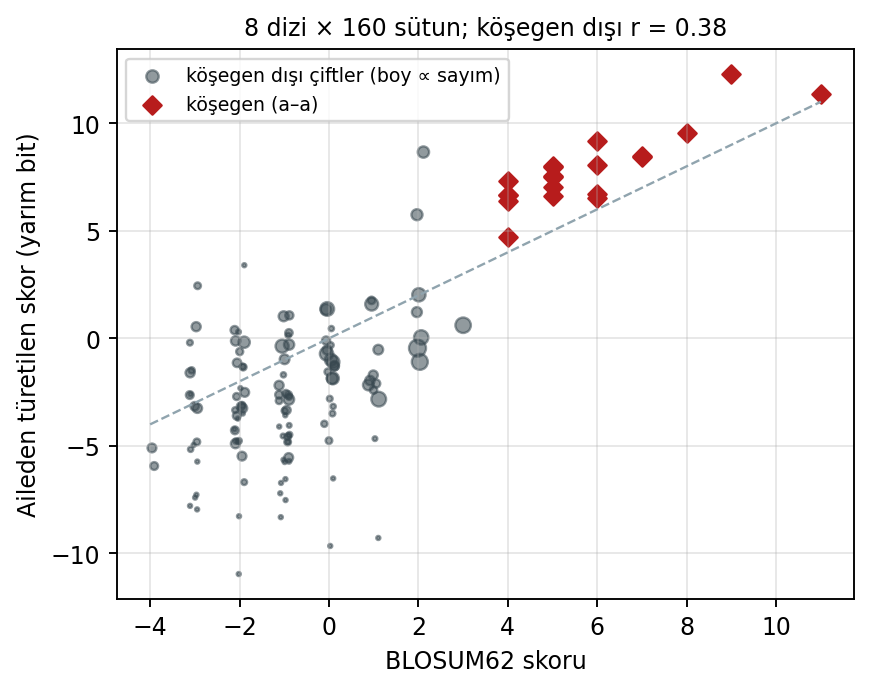 8 dizi × 160 sütun; köşegen dışı r = 0.38
köşegen dışı çiftler (boy ∝ sayım)
köşegen (a–a)
Aileden türetilen skor (yarım bit)
10
5
0
−5
−10
−4 −2 0 2 4 6 8 10
BLOSUM62 skoru